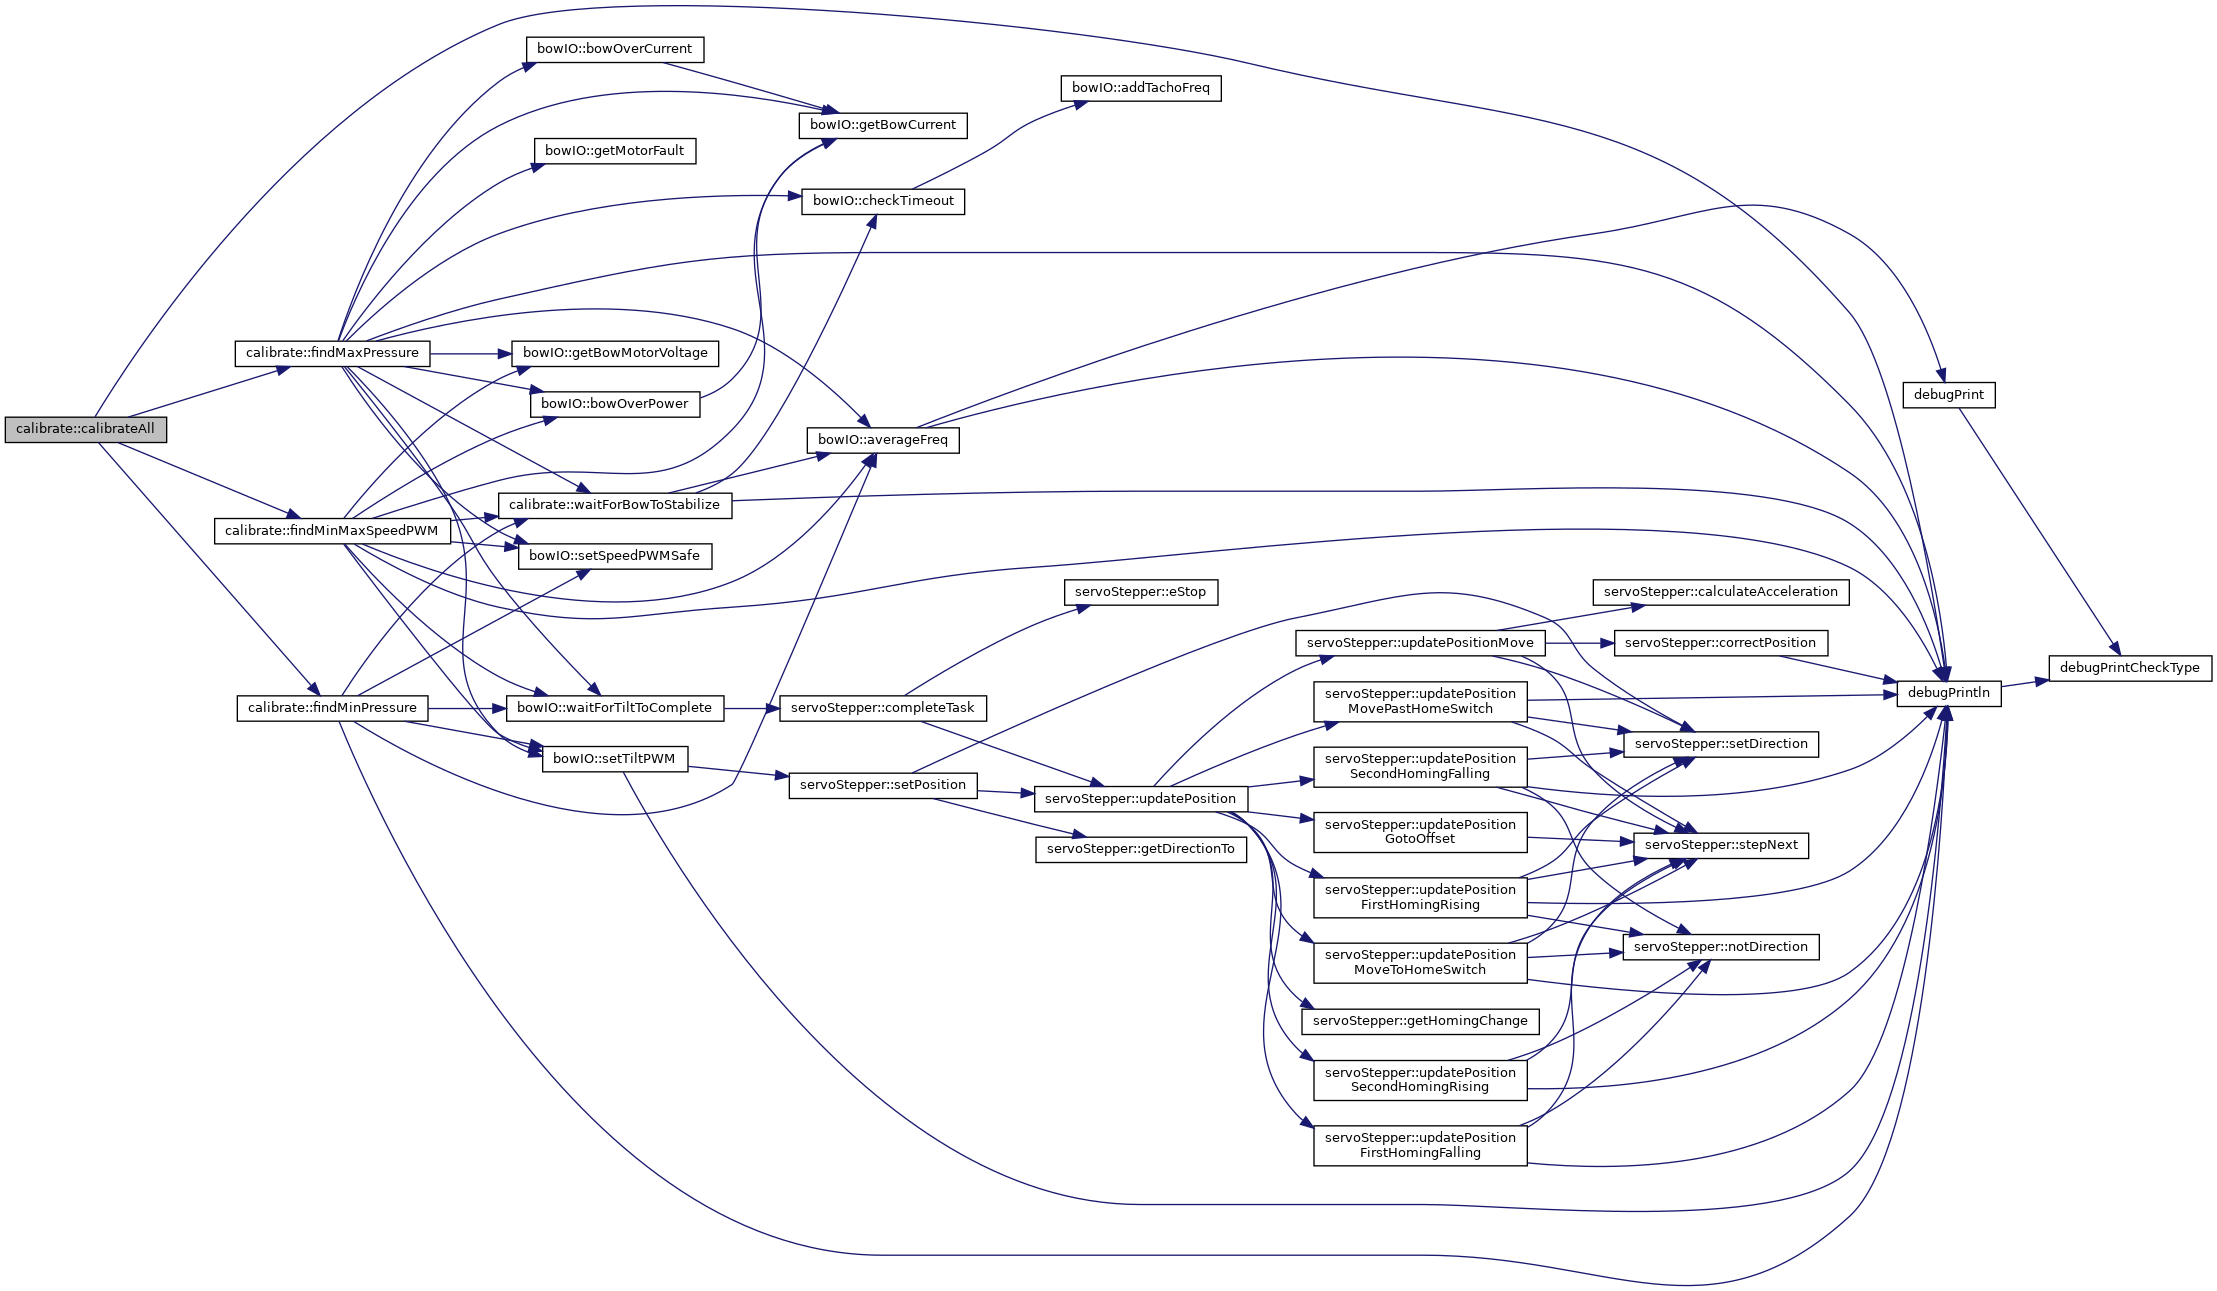 calibrate::calibrateAll
calibrate::findMaxPressure
calibrate::findMinMaxSpeedPWM
calibrate::findMinPressure
bowIO::bowOverCurrent
bowIO::getMotorFault
bowIO::getBowMotorVoltage
bowIO::bowOverPower
calibrate::waitForBowToStabilize
bowIO::setSpeedPWMSafe
bowIO::waitForTiltToComplete
bowIO::setTiltPWM
bowIO::getBowCurrent
bowIO::checkTimeout
bowIO::averageFreq
servoStepper::completeTask
servoStepper::setPosition
bowIO::addTachoFreq
servoStepper::eStop
servoStepper::updatePosition
servoStepper::getDirectionTo
servoStepper::updatePositionMove
servoStepper::updatePosition
MovePastHomeSwitch
servoStepper::updatePosition
SecondHomingFalling
servoStepper::updatePosition
GotoOffset
servoStepper::updatePosition
FirstHomingRising
servoStepper::updatePosition
MoveToHomeSwitch
servoStepper::getHomingChange
servoStepper::updatePosition
SecondHomingRising
servoStepper::updatePosition
FirstHomingFalling
servoStepper::calculateAcceleration
servoStepper::correctPosition
servoStepper::setDirection
servoStepper::stepNext
servoStepper::notDirection
debugPrint
debugPrintln
debugPrintCheckType